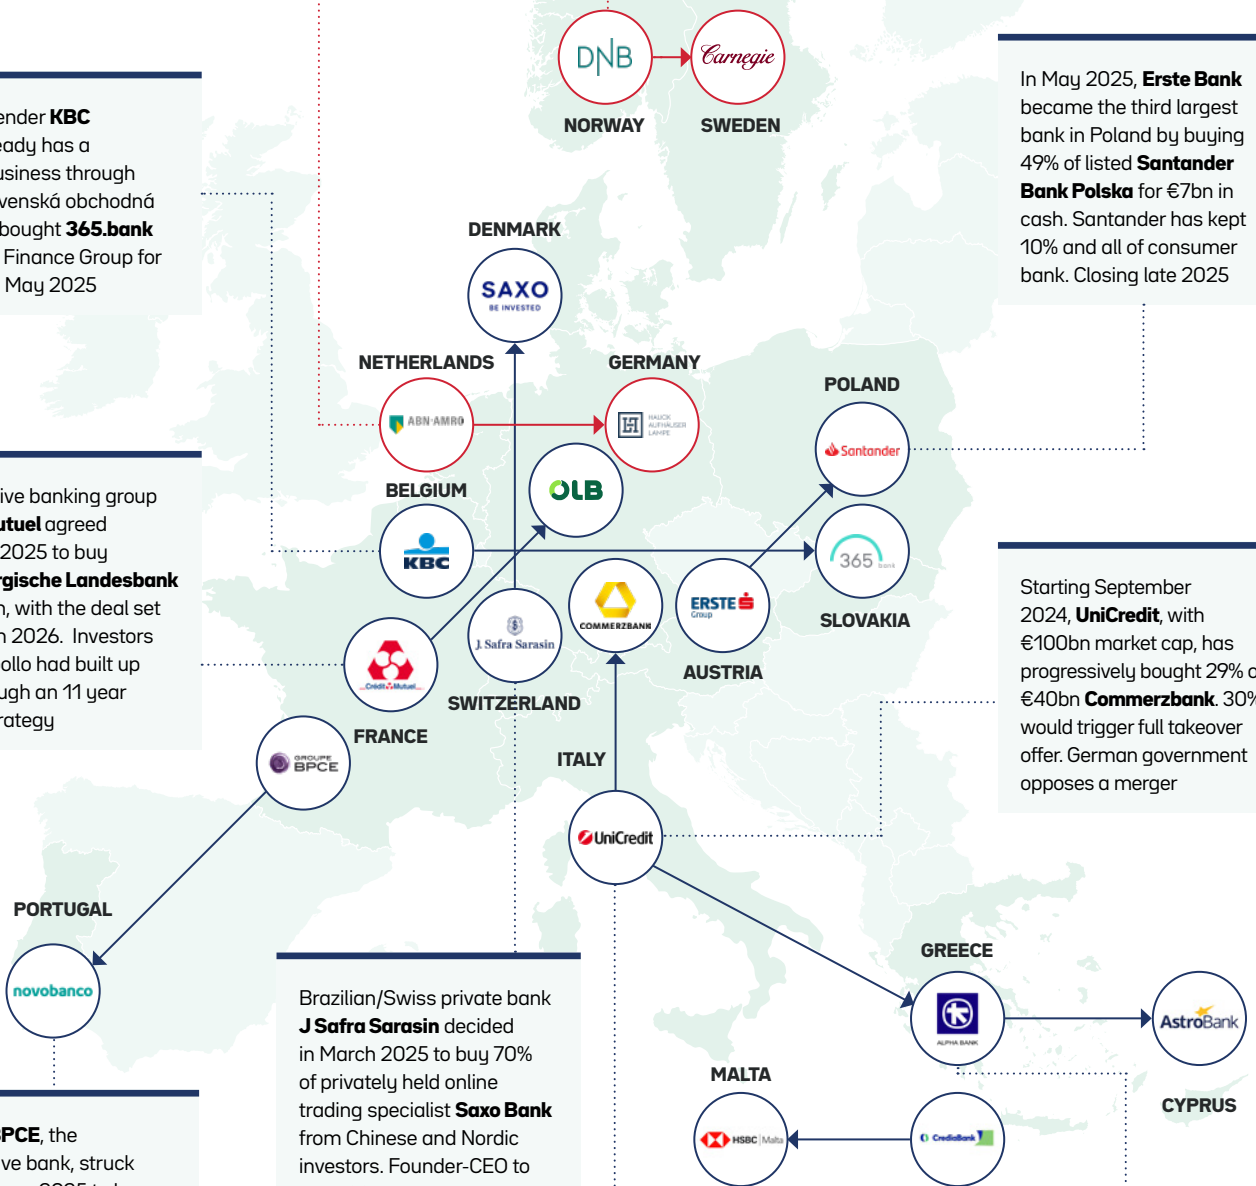 DNB
Carnegie
NORWAY
SWEDEN
In May 2025, Erste Bank
became the third largest
bank in Poland by buying
49% of listed Santander
Bank Polska for €7bn in
cash. Santander has kept
10% and all of consumer
bank. Closing late 2025
ender KBC
eady has a
usiness through
venská obchodná
bought 365.bank
Finance Group for
May 2025
DENMARK
SAXO
BE INVESTED
NETHERLANDS
GERMANY
ABN·AMRO
HAUCK
AUFHÄUSER
LAMPE
POLAND
Santander
BELGIUM
OLB
KBC
365.bank
SLOVAKIA
ive banking group
utuel agreed
2025 to buy
rgische Landesbank
n, with the deal set
n 2026. Investors
ollo had built up
ugh an 11 year
rategy
COMMERZBANK
ERSTE
Group
AUSTRIA
J. Safra Sarasin
SWITZERLAND
Crédit Mutuel
FRANCE
Starting September
2024, UniCredit, with
€100bn market cap, has
progressively bought 29% o
€40bn Commerzbank. 30%
would trigger full takeover
offer. German government
opposes a merger
GROUPE
BPCE
ITALY
UniCredit
PORTUGAL
novobanco
GREECE
ALPHA BANK
AstroBank
CYPRUS
Brazilian/Swiss private bank
J Safra Sarasin decided
in March 2025 to buy 70%
of privately held online
trading specialist Saxo Bank
from Chinese and Nordic
investors. Founder-CEO to
MALTA
HSBC Malta
CrediaBank
BPCE, the
ve bank, struck